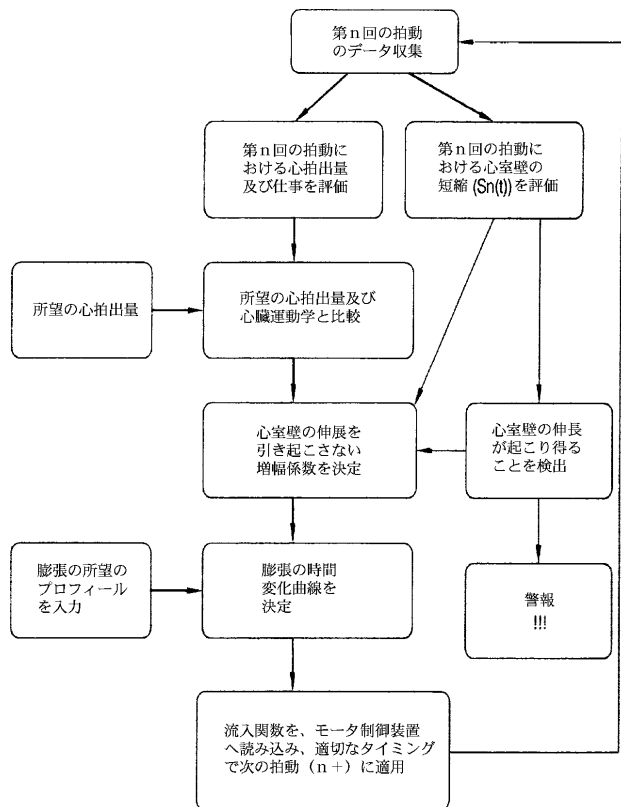 第n回の拍動
のデータ収集
第n回の拍動に
おける心拍出量
及び仕事を評価
第n回の拍動に
おける心室壁の
短縮(Sn(t))を評価
所望の心拍出量
所望の心拍出量及び
心臓運動学と比較
心室壁の伸展を
引き起こさない
増幅係数を決定
心室壁の伸長
が起こり得る
ことを検出
膨張の所望の
プロフィール
を入力
膨張の時間
変化曲線を
決定
警報
!!!
流入関数を、モータ制御装置
へ読み込み、適切なタイミング
で次の拍動(n+)に適用